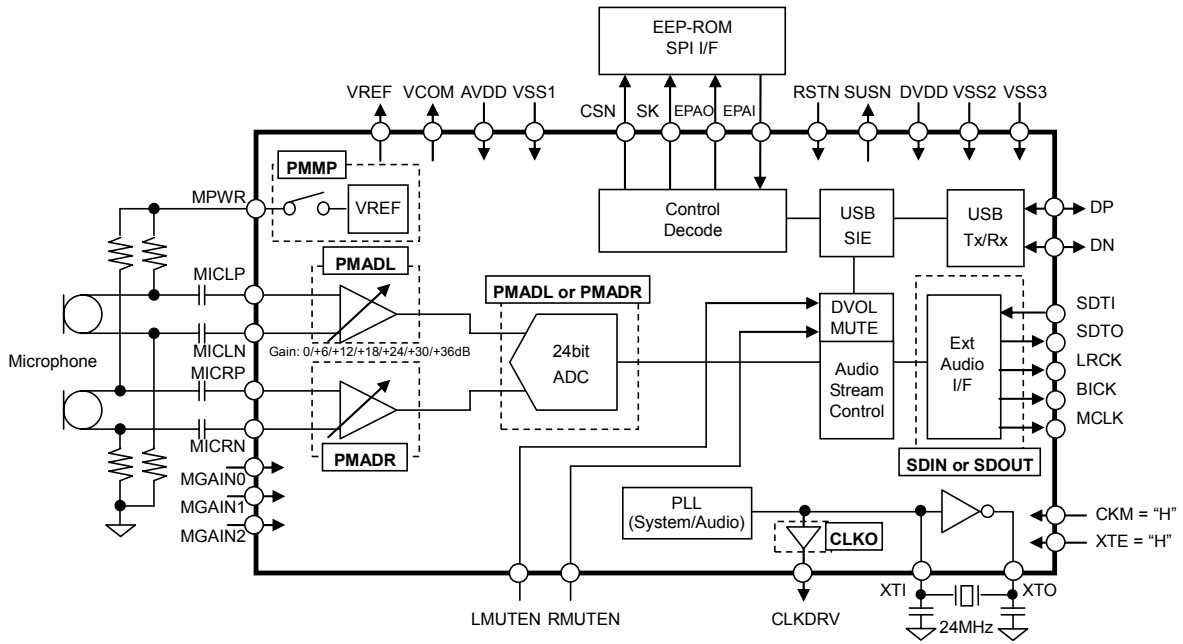 EEP-ROM
SPI I/F
VREF VCOM AVDD VSS1
CSN SK EPAO EPAI
RSTN SUSN DVDD VSS2 VSS3
PMMP
MPWR
VREF
Control
Decode
USB
SIE
USB
Tx/Rx
DP
DN
MICLP
PMADL
PMADL or PMADR
MICLN
Gain: 0/+6/+12/+18/+24/+30/+36dB
Microphone
MICRP
24bit
ADC
DVOL
MUTE
Audio
Stream
Control
Ext
Audio
I/F
SDTI
SDTO
LRCK
BICK
MCLK
MICRN
PMADR
SDIN or SDOUT
MGAIN0
MGAIN1
MGAIN2
PLL
(System/Audio)
CLKO
CKM = “H”
XTE = “H”
LMUTEN RMUTEN
CLKDRV
XTI
XTO
24MHz